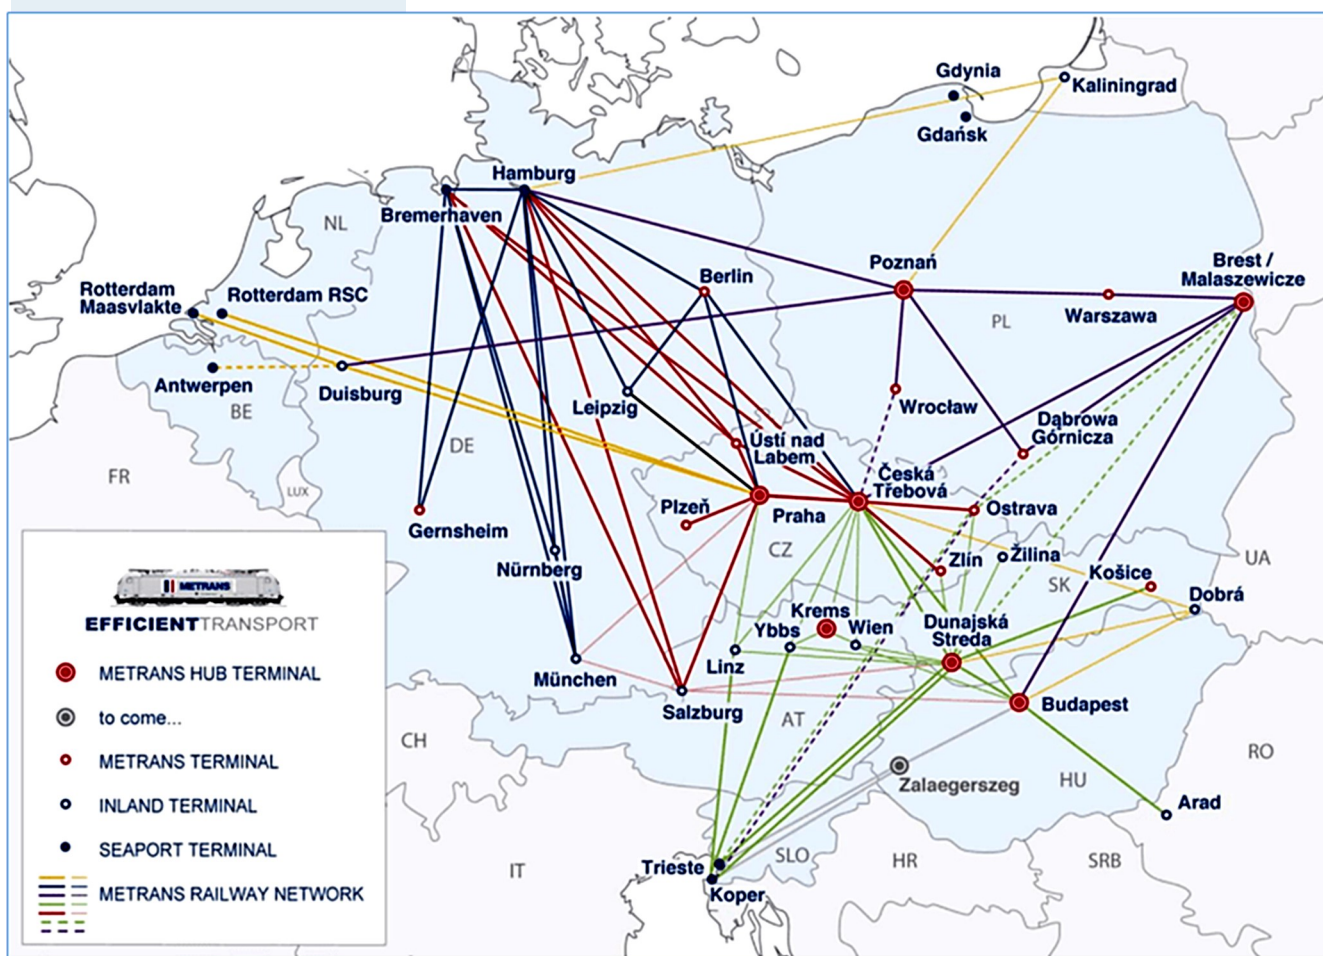 Gdynia
Kaliningrad
Gdańsk
Hamburg
Bremerhaven
NL
Poznań
Brest /
Malaszewicze
Berlin
Rotterdam
Maasvlakte
Rotterdam RSC
Warszawa
PL
Antwerpen
Duisburg
BE
Leipzig
Wrocław
Dąbrowa
Górnicza
DE
Ústí nad
Labem
Česká
Třebová
FR
LUX
Plzeň
Praha
Ostrava
Gernsheim
CZ
Nürnberg
Zlín
Žilina
UA
SK
Košice
Dobrá
METRANS
EFFICIENTTRANSPORT
Krems
Ybbs
Wien
Dunajská
Streda
Linz
München
METRANS HUB TERMINAL
Salzburg
Budapest
to come...
AT
CH
RO
METRANS TERMINAL
Zalaegerszeg
HU
INLAND TERMINAL
Arad
SEAPORT TERMINAL
Trieste
SLO
HR
SRB
IT
METRANS RAILWAY NETWORK
Koper